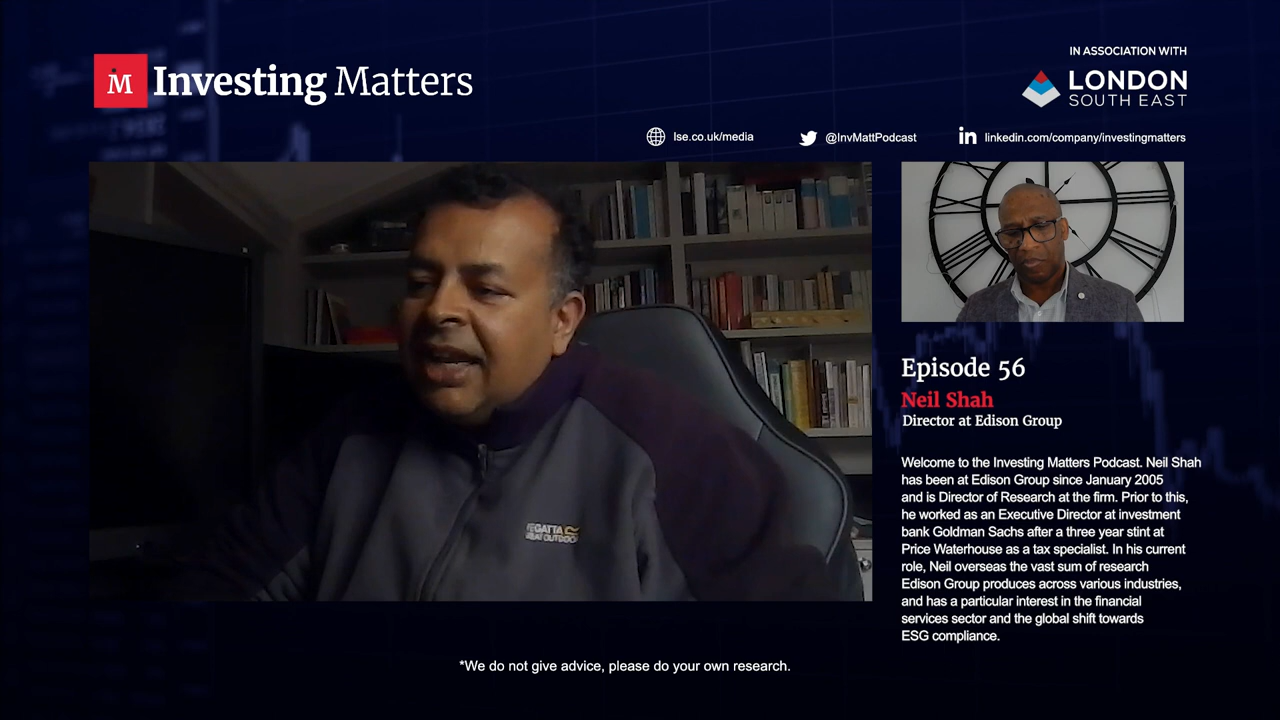 M Investing Matters
IN ASSOCIATION WITH
LONDON
SOUTH EAST
lse.co.uk/media
@InvMattPodcast
in linkedin.com/company/investingmatters
Episode 56
Neil Shah
Director at Edison Group
Welcome to the Investing Matters Podcast. Neil Shah
has been at Edison Group since January 2005
and is Director of Research at the firm. Prior to this,
he worked as an Executive Director at investment
bank Goldman Sachs after a three year stint at
Price Waterhouse as a tax specialist. In his current
role, Neil overseas the vast sum of research
Edison Group produces across various industries,
and has a particular interest in the financial
services sector and the global shift towards
ESG compliance.
REGATTA
GREAT OUTDOORS
*We do not give advice, please do your own research.